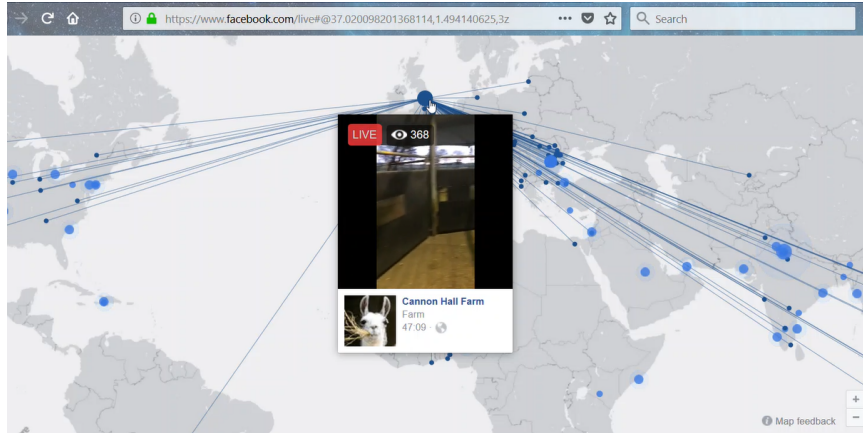 https://www.facebook.com/live#@37.020098201368114,1.494140625,3z
Search
LIVE 368
Cannon Hall Farm
Farm
47:09 ·
Map feedback
+
−